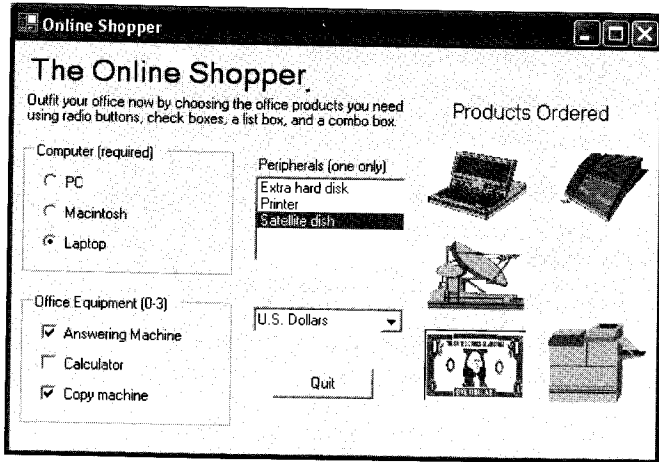 Online Shopper
The Online Shopper
Outfit your office now by choosing the office products you need
using radio buttons, check boxes, a list box, and a combo box.
Products Ordered
Computer (required)
PC
Macintosh
Laptop
Peripherals (one only)
Extra hard disk
Printer
Satellite dish
Office Equipment (0-3)
Answering Machine
Calculator
Copy machine
U.S. Dollars
Quit